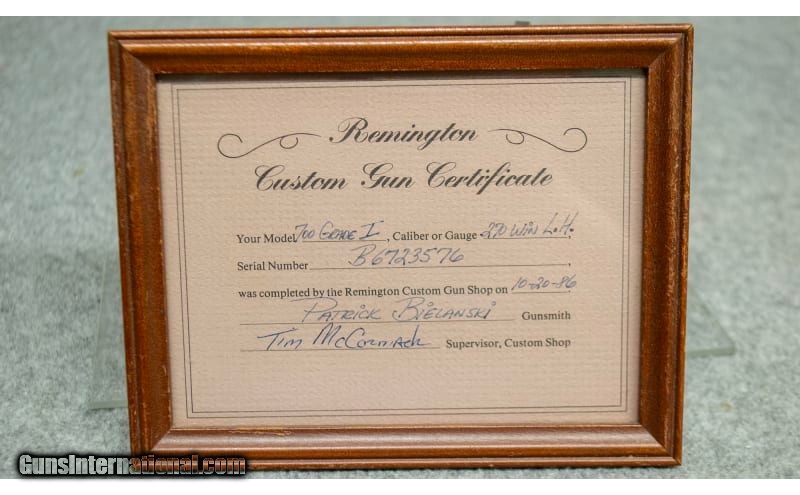 Remington
Custom Gun Certificate
Your Model 700 GRADE I, Caliber or Gauge 270 WIN L.H.,
Serial Number B6723576,
was completed by the Remington Custom Gun Shop on 10-20-86
PATRICK BIELANSKI Gunsmith
Tim McCormack Supervisor, Custom Shop
GunsInternational.com